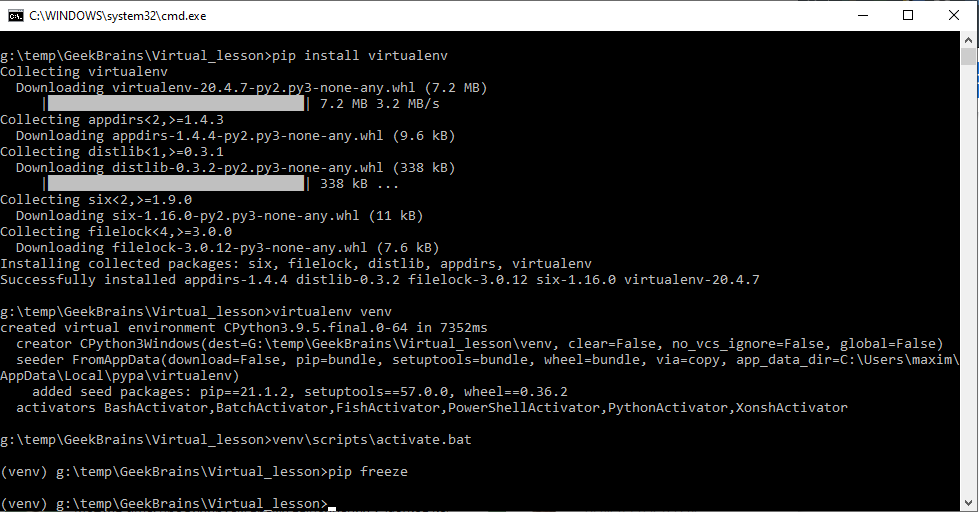 C:\WINDOWS\system32\cmd.exe
g:\temp\GeekBrains\Virtual_lesson>pip install virtualenv
Collecting virtualenv
  Downloading virtualenv-20.4.7-py2.py3-none-any.whl (7.2 MB)
     |                                | 7.2 MB 3.2 MB/s
Collecting appdirs<2,>=1.4.3
  Downloading appdirs-1.4.4-py2.py3-none-any.whl (9.6 kB)
Collecting distlib<1,>=0.3.1
  Downloading distlib-0.3.2-py2.py3-none-any.whl (338 kB)
     |                                | 338 kB ...
Collecting six<2,>=1.9.0
  Downloading six-1.16.0-py2.py3-none-any.whl (11 kB)
Collecting filelock<4,>=3.0.0
  Downloading filelock-3.0.12-py3-none-any.whl (7.6 kB)
Installing collected packages: six, filelock, distlib, appdirs, virtualenv
Successfully installed appdirs-1.4.4 distlib-0.3.2 filelock-3.0.12 six-1.16.0 virtualenv-20.4.7
g:\temp\GeekBrains\Virtual_lesson>virtualenv venv
created virtual environment CPython3.9.5.final.0-64 in 7352ms
  creator CPython3Windows(dest=G:\temp\GeekBrains\Virtual_lesson\venv, clear=False, no_vcs_ignore=False, global=False)
  seeder FromAppData(download=False, pip=bundle, setuptools=bundle, wheel=bundle, via=copy, app_data_dir=C:\Users\maxim\
AppData\Local\pypa\virtualenv)
    added seed packages: pip==21.1.2, setuptools==57.0.0, wheel==0.36.2
  activators BashActivator,BatchActivator,FishActivator,PowerShellActivator,PythonActivator,XonshActivator
g:\temp\GeekBrains\Virtual_lesson>venv\scripts\activate.bat
(venv) g:\temp\GeekBrains\Virtual_lesson>pip freeze
(venv) g:\temp\GeekBrains\Virtual_lesson>